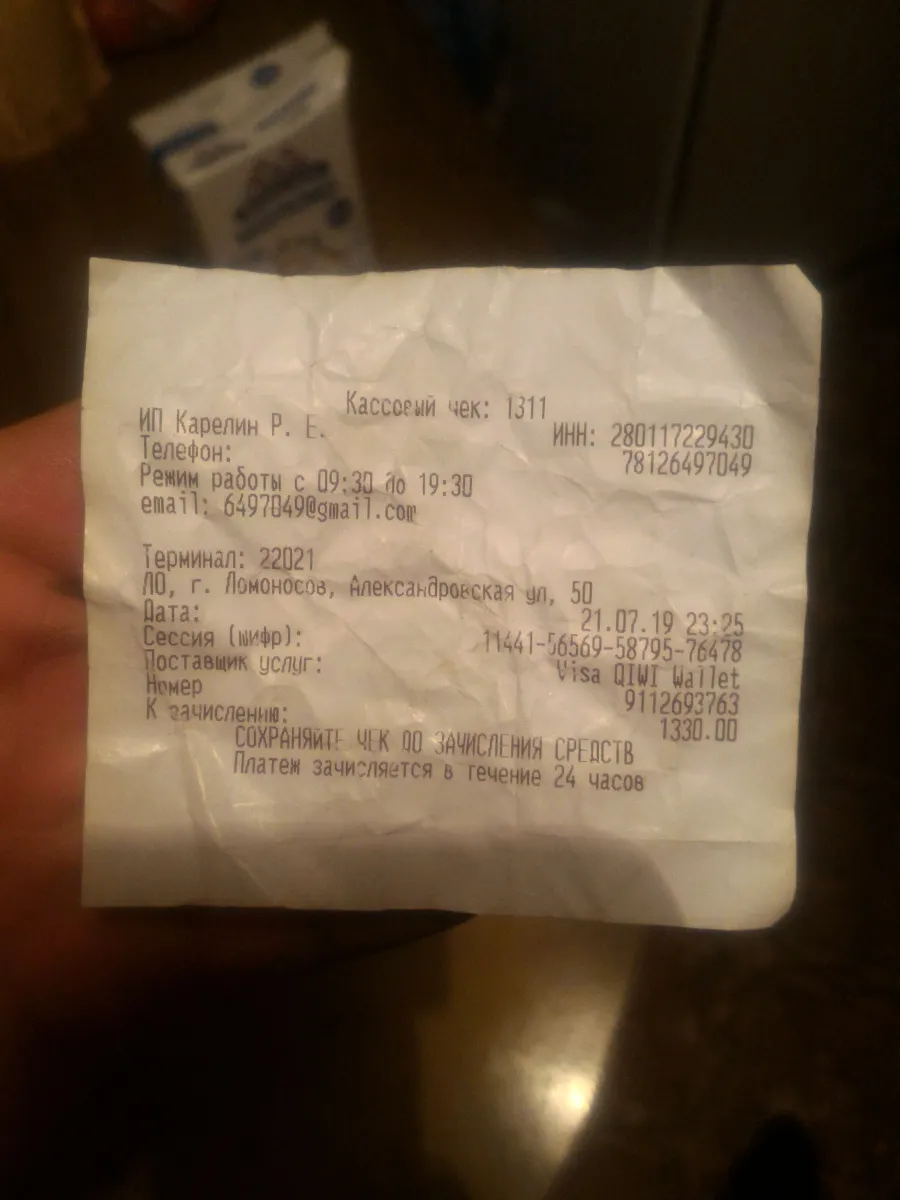 Кассовый чек: 1311
ИП Карелин Р. Е. ИНН: 280117229430
Телефон: 78126497049
Режим работы с 09:30 до 19:30
email: 6497049@gmail.com
Терминал: 22021
ЛО, г. Ломоносов, Александровская ул, 50
Дата: 21.07.19 23:25
Сессия (шифр): 11441-56569-58795-76478
Поставщик услуг: Visa QIWI Wallet
Номер 9112693763
К зачислению: 1330.00
СОХРАНЯЙТЕ ЧЕК ДО ЗАЧИСЛЕНИЯ СРЕДСТВ
Платеж зачисляется в течение 24 часов